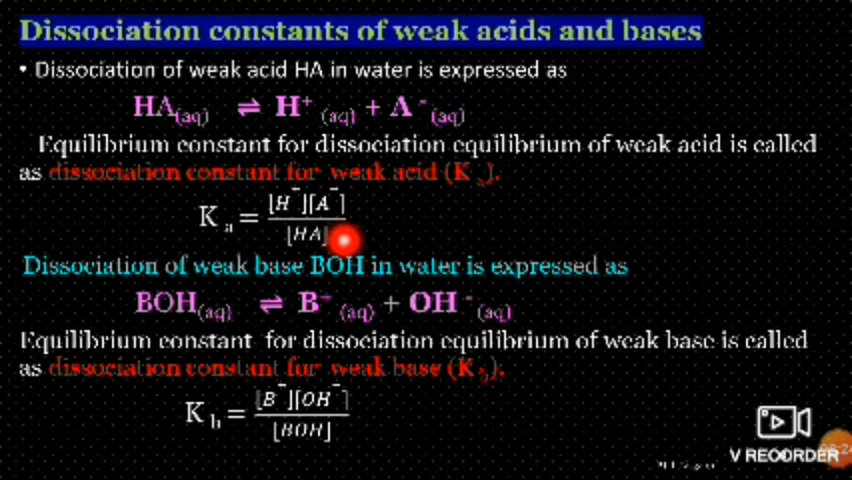 Dissociation constants of weak acids and bases
• Dissociation of weak acid HA in water is expressed as
HA(aq) ⇌ H⁺ (aq) + A⁻(aq)
Equilibrium constant for dissociation equilibrium of weak acid is called
as dissociation constant for weak acid (Ka).
Ka = [H⁺][A⁻] / [HA]
Dissociation of weak base BOH in water is expressed as
BOH(aq) ⇌ B⁺ (aq) + OH⁻(aq)
Equilibrium constant for dissociation equilibrium of weak base is called
as dissociation constant for weak base (Kb).
Kb = [B⁺][OH⁻] / [BOH]
V RECORDER